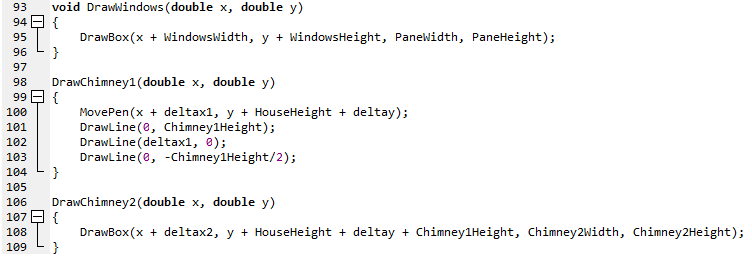 93 void DrawWindows(double x, double y)
94 {
95 DrawBox(x + WindowsWidth, y + WindowsHeight, PaneWidth, PaneHeight);
96 }
97
98 DrawChimney1(double x, double y)
99 {
100 MovePen(x + deltax1, y + HouseHeight + deltay);
101 DrawLine(0, Chimney1Height);
102 DrawLine(deltax1, 0);
103 DrawLine(0, -Chimney1Height/2);
104 }
105
106 DrawChimney2(double x, double y)
107 {
108 DrawBox(x + deltax2, y + HouseHeight + deltay + Chimney1Height, Chimney2Width, Chimney2Height);
109 }